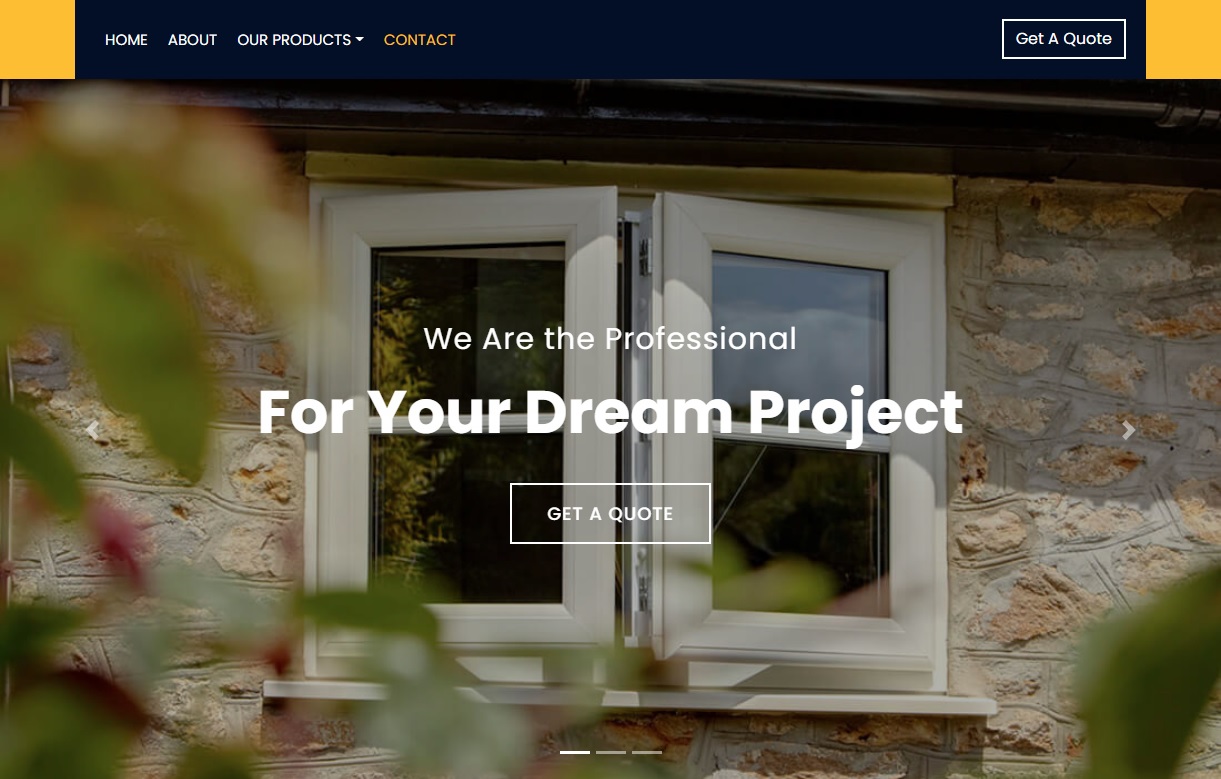 HOME ABOUT OUR PRODUCTS CONTACT Get A Quote
We Are the Professional
For Your Dream Project
GET A QUOTE